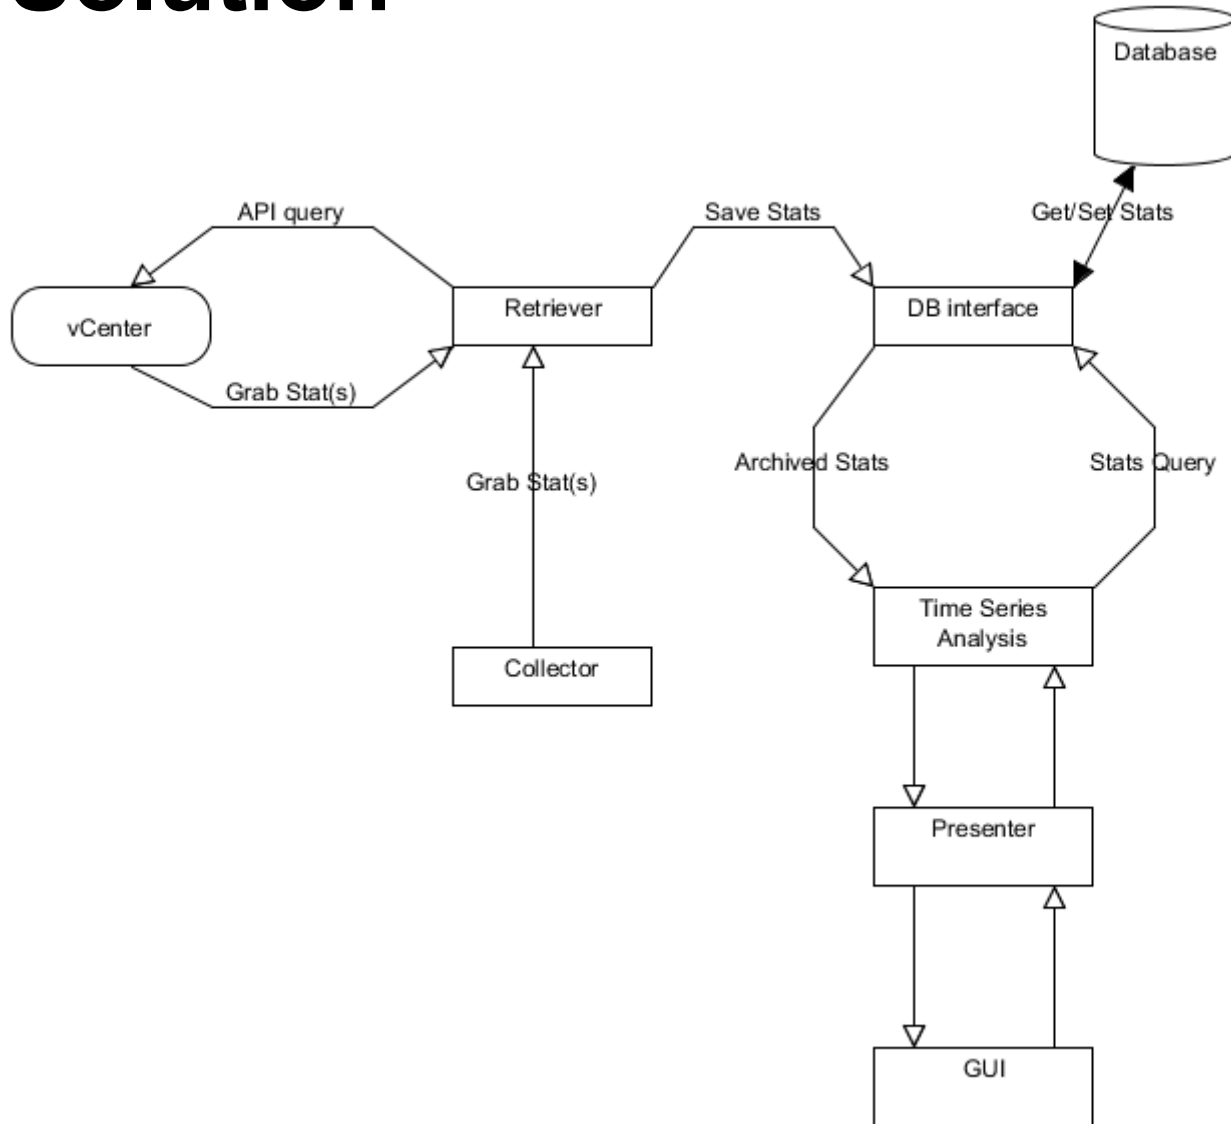 Solution
Database
API query
Save Stats
Get/Set Stats
vCenter
Retriever
DB interface
Grab Stat(s)
Archived Stats
Stats Query
Grab Stat(s)
Time Series
Analysis
Collector
Presenter
GUI